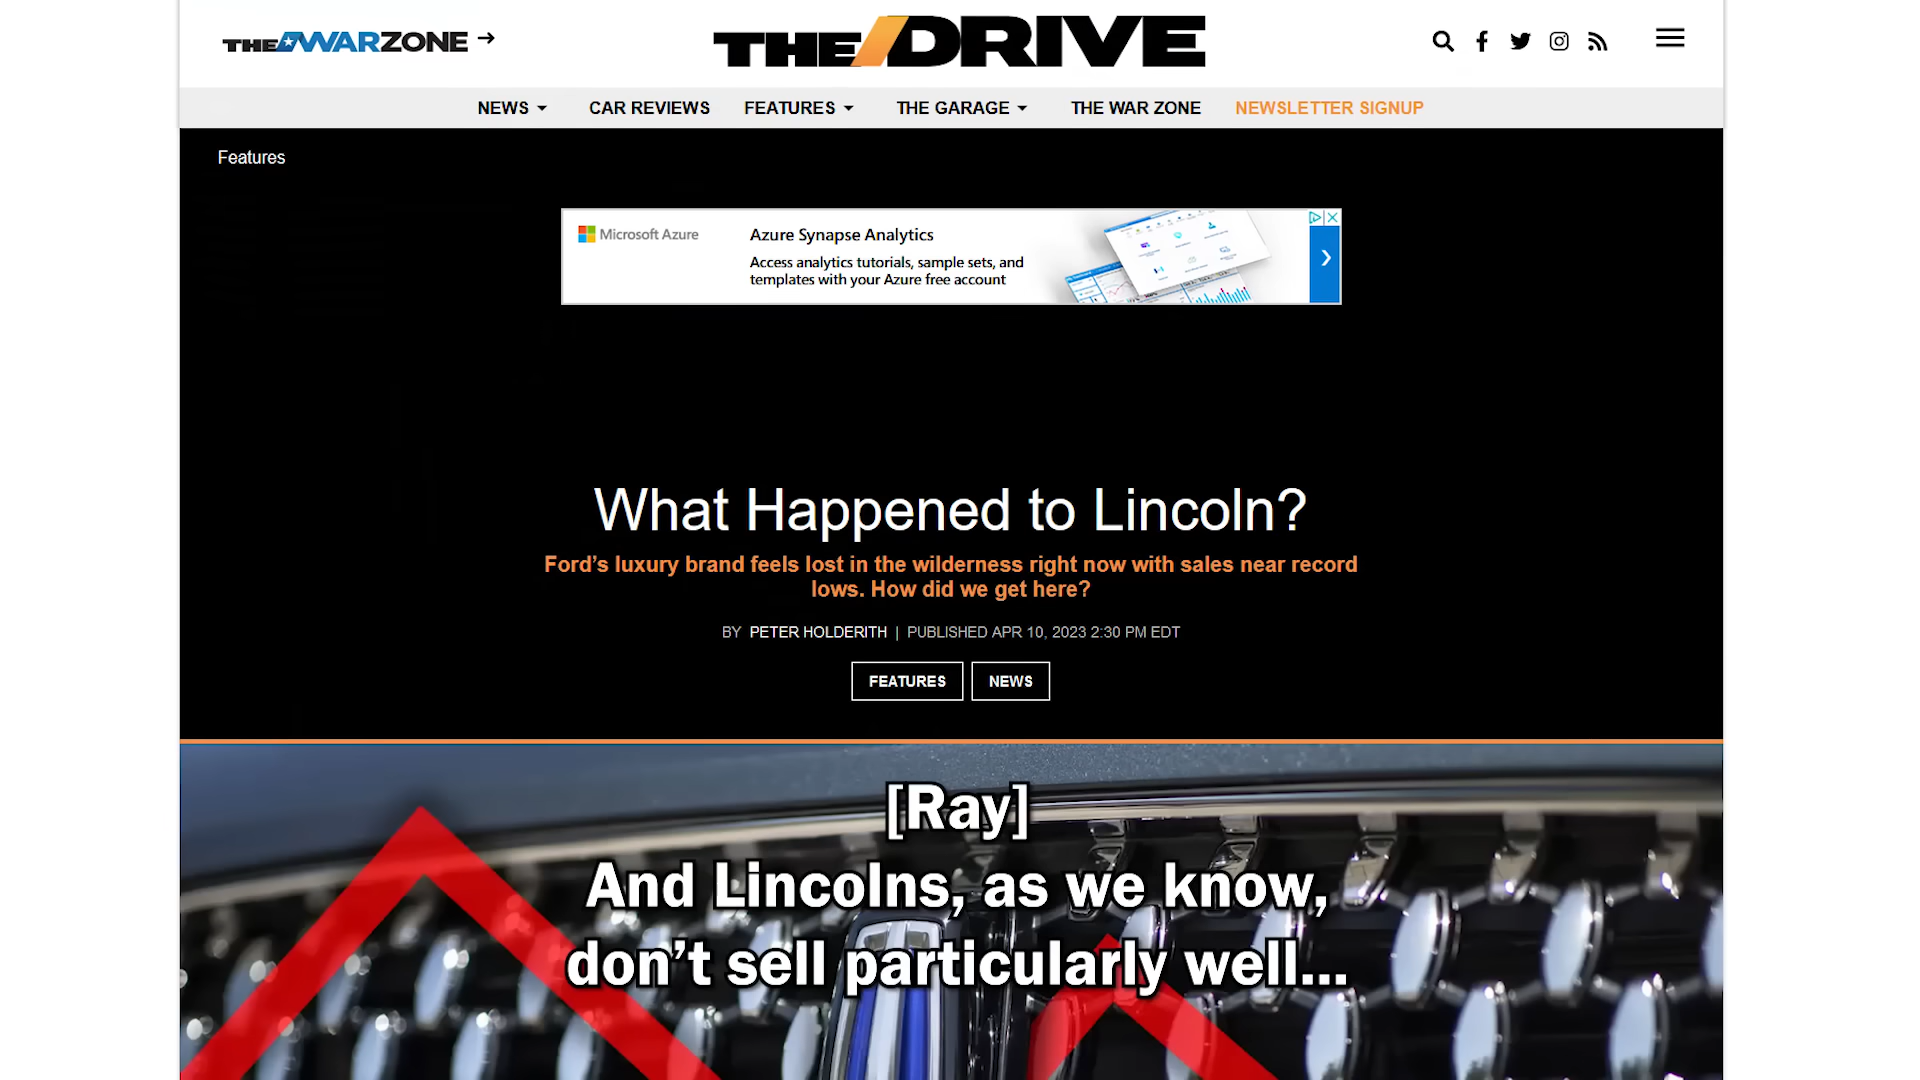 THE WARZONE
THE DRIVE
NEWS
CAR REVIEWS
FEATURES
THE GARAGE
THE WAR ZONE
NEWSLETTER SIGNUP
Features
Microsoft Azure
Azure Synapse Analytics
Access analytics tutorials, sample sets, and
templates with your Azure free account
What Happened to Lincoln?
Ford’s luxury brand feels lost in the wilderness right now with sales near record
lows. How did we get here?
BY PETER HOLDERITH | PUBLISHED APR 10, 2023 2:30 PM EDT
FEATURES
NEWS
[Ray]
And Lincolns, as we know,
don’t sell particularly well...